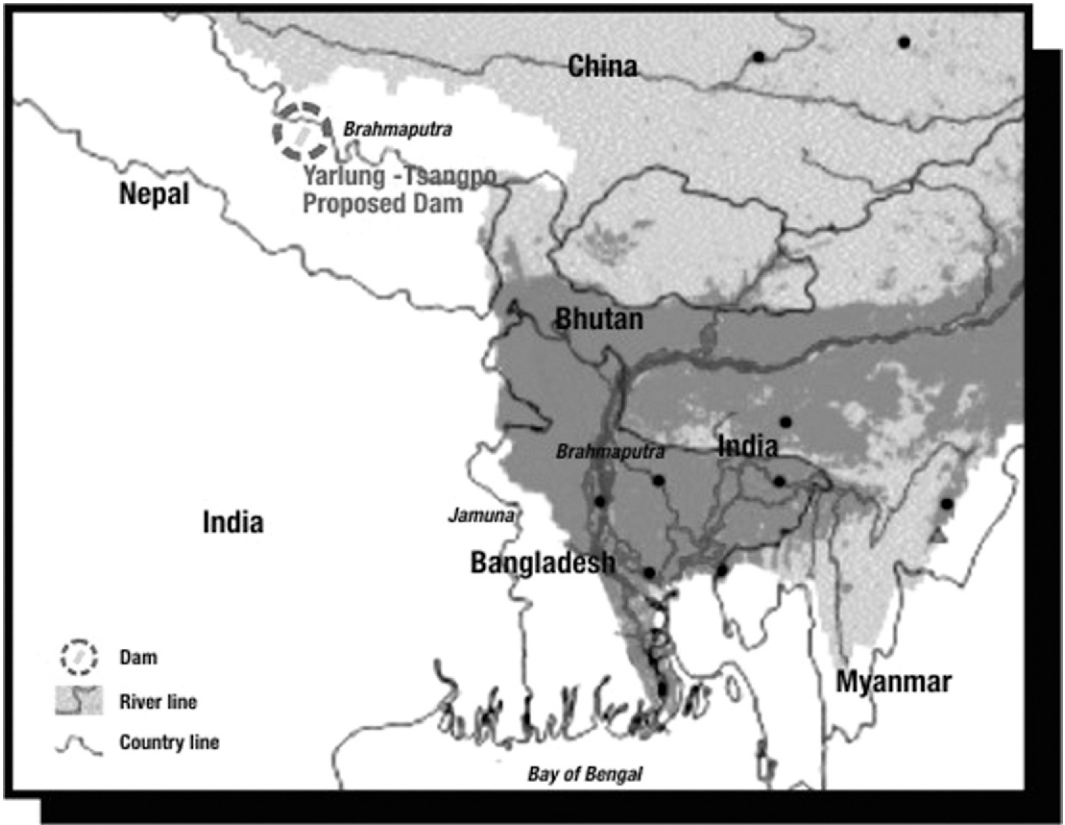 China
Brahmaputra
Yarlung -Tsangpo
Proposed Dam
Nepal
Bhutan
India
Brahmaputra
Jamuna
India
Bangladesh
Dam
River line
Country line
Myanmar
Bay of Bengal